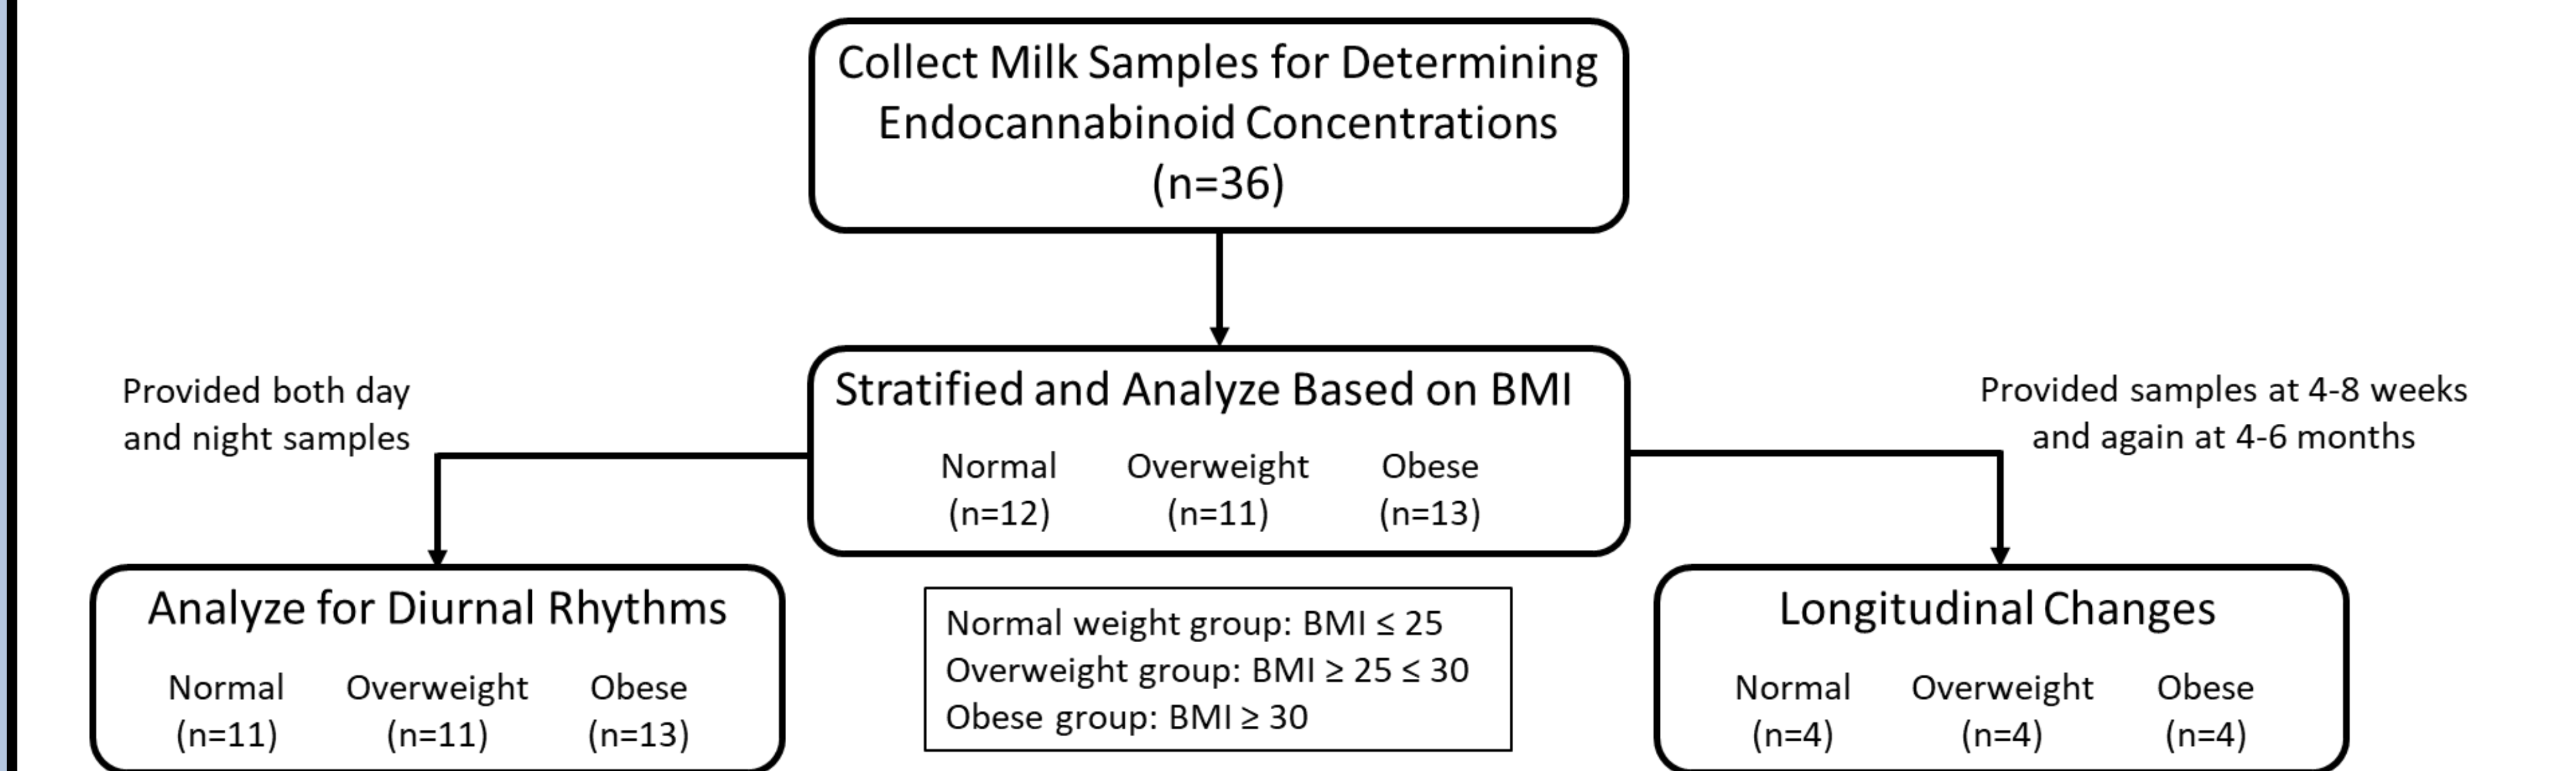 Collect Milk Samples for Determining
Endocannabinoid Concentrations
(n=36)
Provided both day
and night samples
Stratified and Analyze Based on BMI
Normal Overweight Obese
(n=12) (n=11) (n=13)
Provided samples at 4-8 weeks
and again at 4-6 months
Analyze for Diurnal Rhythms
Normal Overweight Obese
(n=11) (n=11) (n=13)
Normal weight group: BMI ≤ 25
Overweight group: BMI ≥ 25 ≤ 30
Obese group: BMI ≥ 30
Longitudinal Changes
Normal Overweight Obese
(n=4) (n=4) (n=4)